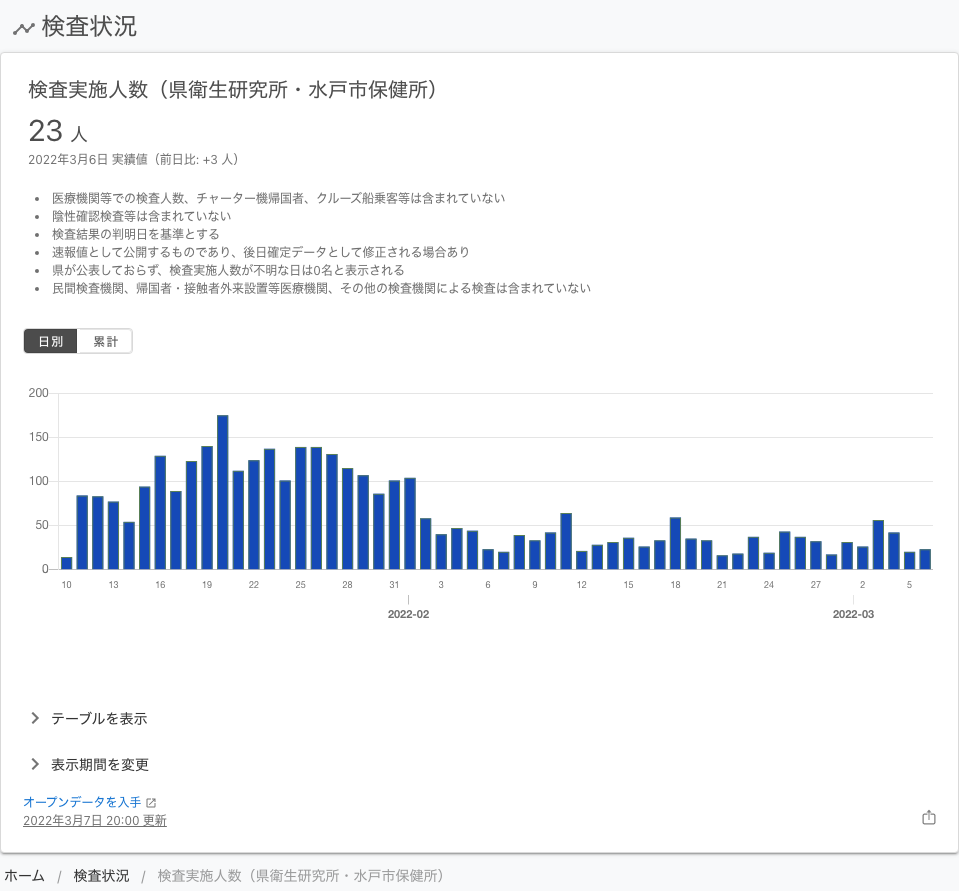 検査状況
検査実施人数（県衛生研究所・水戸市保健所）
23 人
2022年3月6日 実績値（前日比: +3 人）
• 医療機関等での検査人数、チャーター機帰国者、クルーズ船乗客等は含まれていない
• 陰性確認検査等は含まれていない
• 検査結果の判明日を基準とする
• 速報値として公開するものであり、後日確定データとして修正される場合あり
• 県が公表しておらず、検査実施人数が不明な日は0名と表示される
• 民間検査機関、帰国者・接触者外来設置等医療機関、その他の検査機関による検査は含まれていない
日別 累計
200
150
100
50
0
10 13 16 19 22 25 28 31 3 6 9 12 15 18 21 24 27 2 5
2022-02 2022-03
テーブルを表示
表示期間を変更
オープンデータを入手
2022年3月7日 20:00 更新
ホーム / 検査状況 / 検査実施人数（県衛生研究所・水戸市保健所）